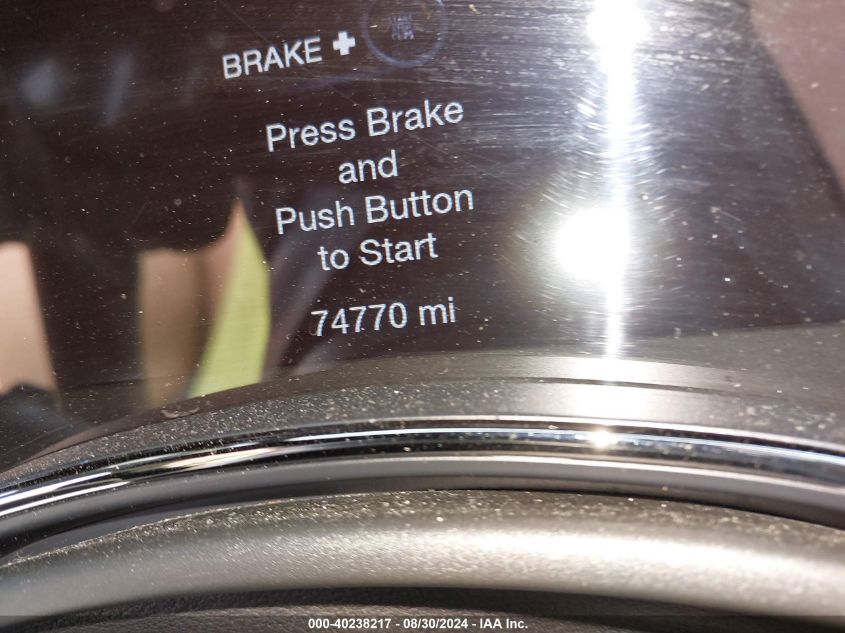 BRAKE +
Press Brake
and
Push Button
to Start
74770 mi
000-40238217 - 08/30/2024 - IAA Inc.